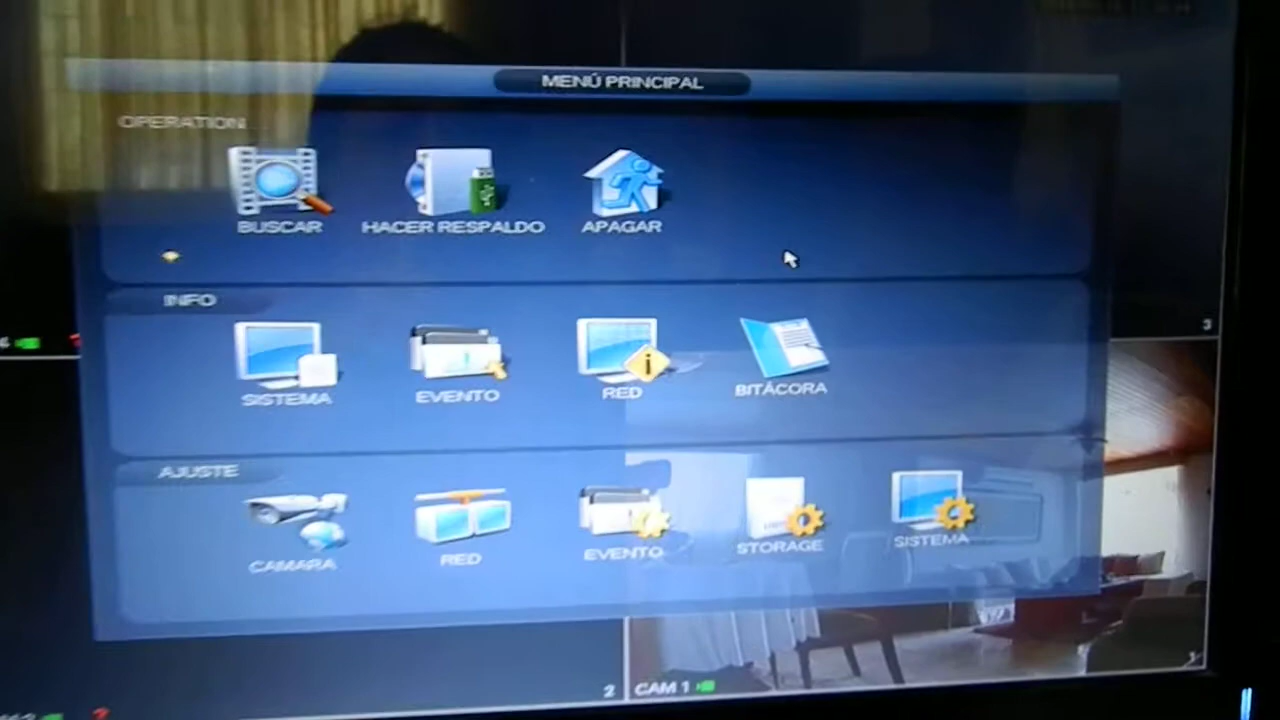 MENÚ PRINCIPAL
OPERATION
BUSCAR
HACER RESPALDO
APAGAR
INFO
SISTEMA
EVENTO
RED
BITÁCORA
AJUSTE
CAMARA
RED
EVENTO
STORAGE
SISTEMA
3
2
CAM 1